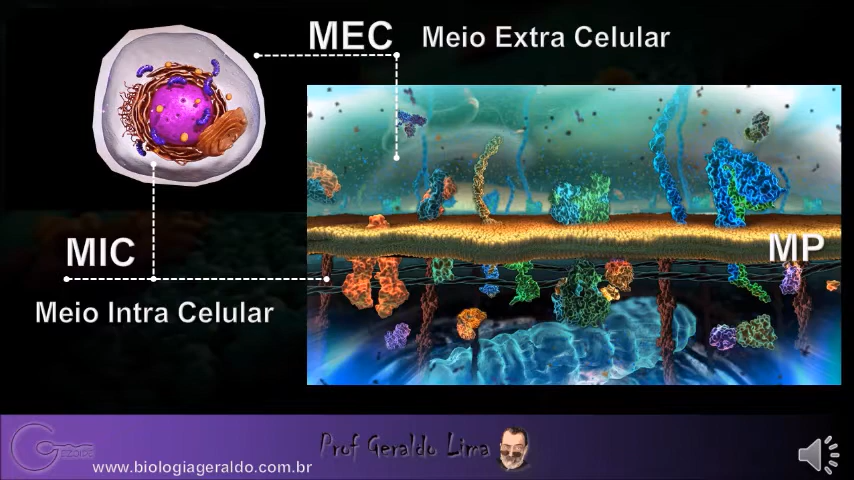 MEC Meio Extra Celular
MP
MIC
Meio Intra Celular
Prof Geraldo Lima
www.biologiageraldo.com.br